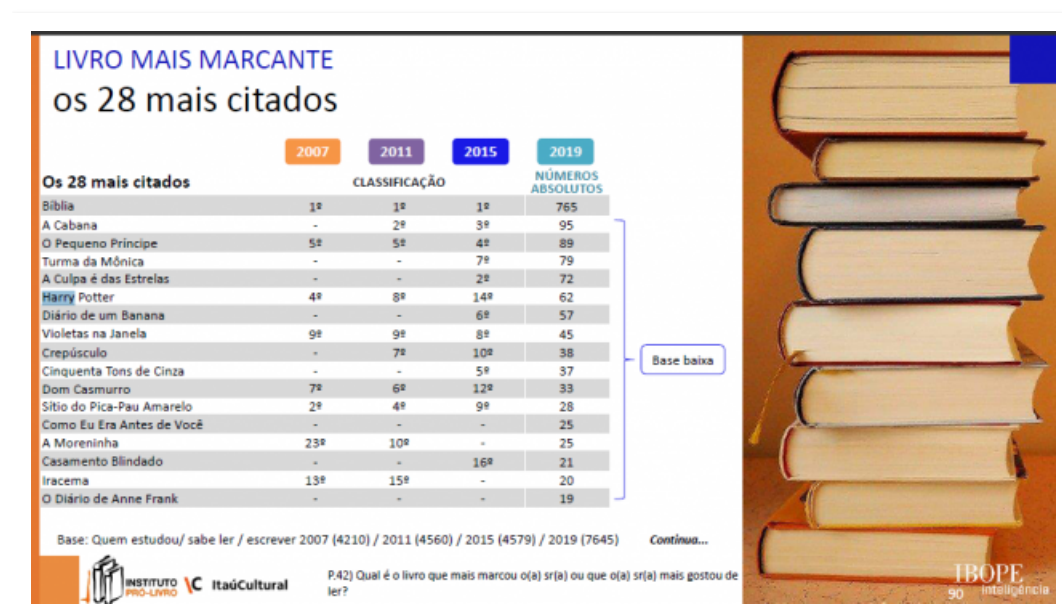 LIVRO MAIS MARCANTE
os 28 mais citados
2007 2011 2015 2019
Os 28 mais citados CLASSIFICAÇÃO NÚMEROS ABSOLUTOS
Bíblia 1º 1º 1º 765
A Cabana - 2º 3º 95
O Pequeno Príncipe 5º 5º 4º 89
Turma da Mônica - - 7º 79
A Culpa é das Estrelas - - 2º 72
Harry Potter 4º 8º 14º 62
Diário de um Banana - - 6º 57
Violetas na Janela 9º 9º 8º 45
Crepúsculo - 7º 10º 38
Cinquenta Tons de Cinza - - 5º 37
Dom Casmurro 7º 6º 12º 33
Sítio do Pica-Pau Amarelo 2º 4º 9º 28
Como Eu Era Antes de Você - - - 25
A Moreninha 23º 10º - 25
Casamento Blindado - - 16º 21
Iracema 13º 15º - 20
O Diário de Anne Frank - - - 19
Base baixa
Base: Quem estudou/ sabe ler / escrever 2007 (4210) / 2011 (4560) / 2015 (4579) / 2019 (7645) Continua...
INSTITUTO PRÓ-LIVRO \C ItaúCultural
P.42) Qual é o livro que mais marcou o(a) sr(a) ou que o(a) sr(a) mais gostou de
ler?
IBOPE
90 inteligência